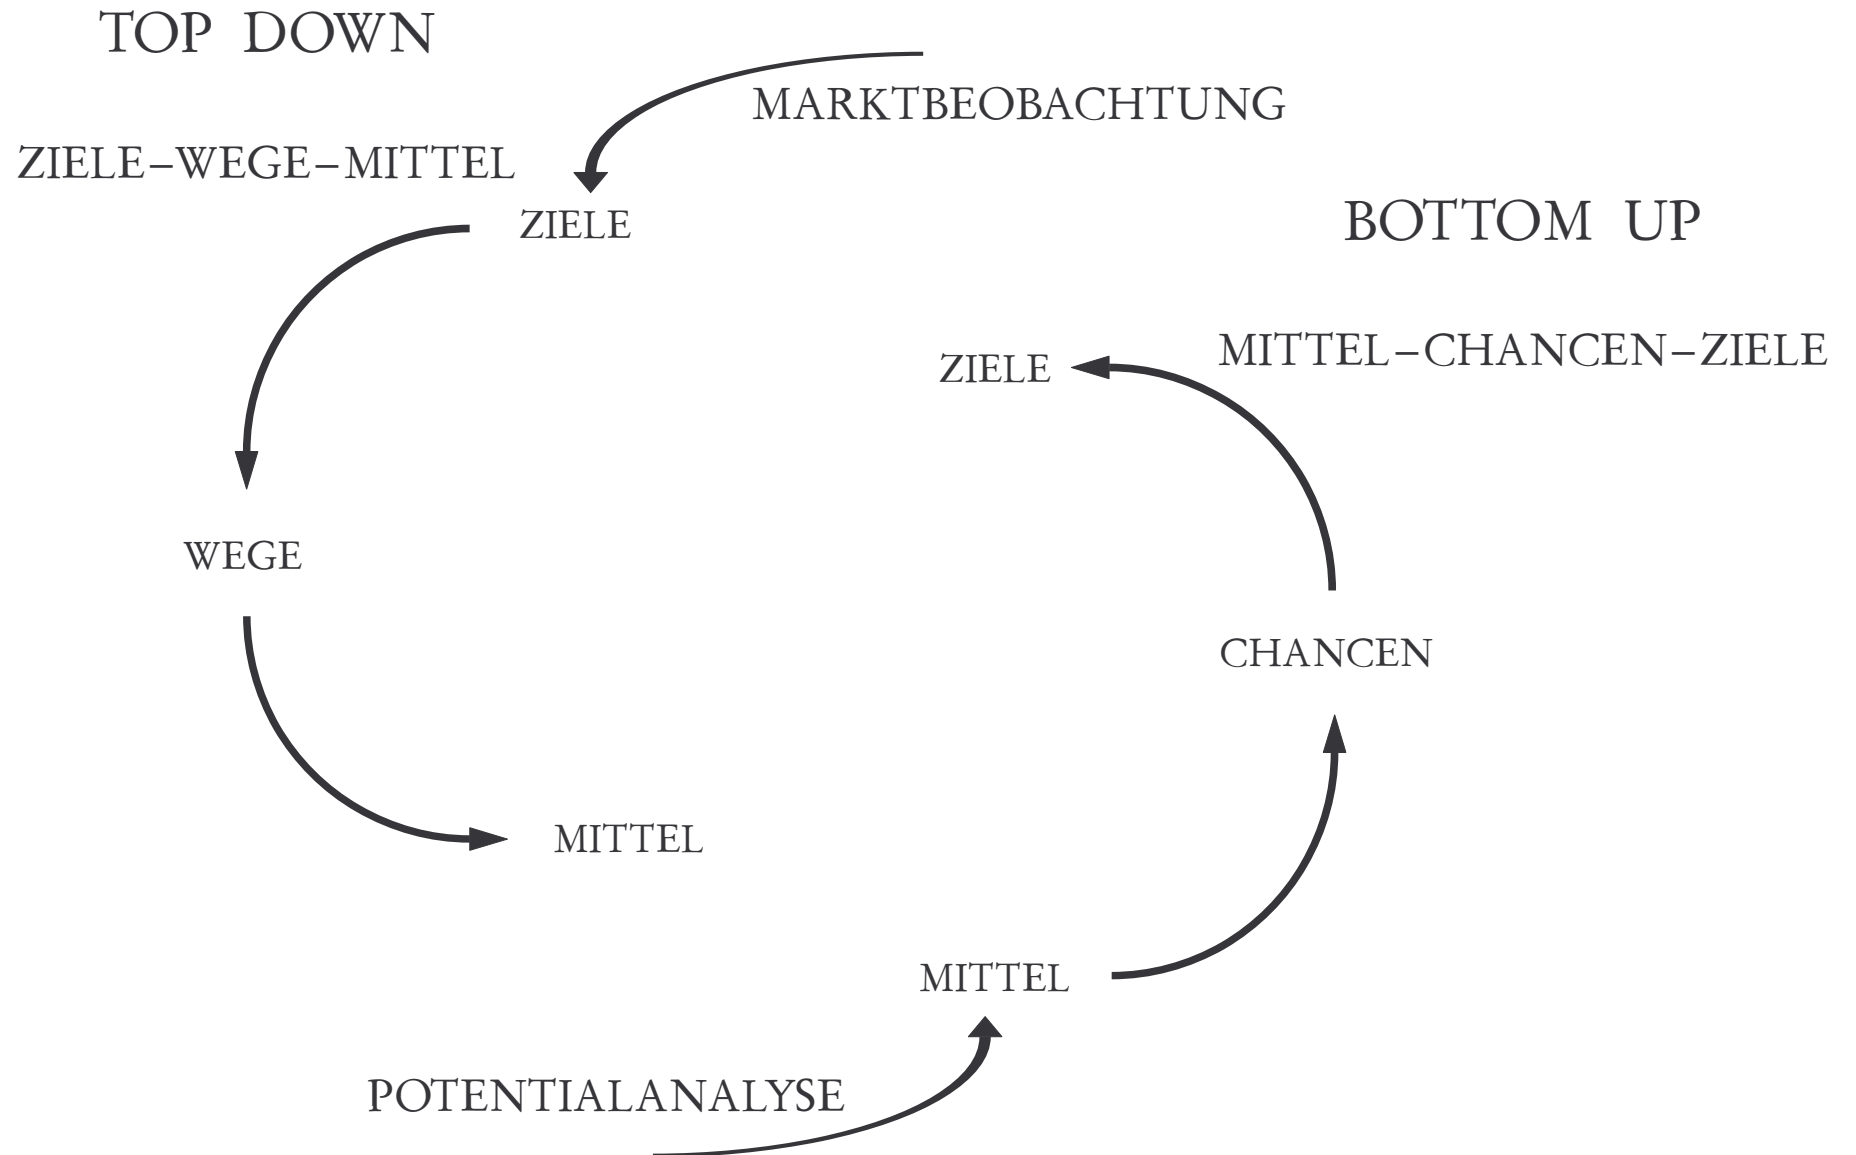 TOP DOWN
MARKTBEOBACHTUNG
ZIELE–WEGE–MITTEL
ZIELE
BOTTOM UP
MITTEL–CHANCEN–ZIELE
ZIELE
WEGE
CHANCEN
MITTEL
MITTEL
POTENTIALANALYSE